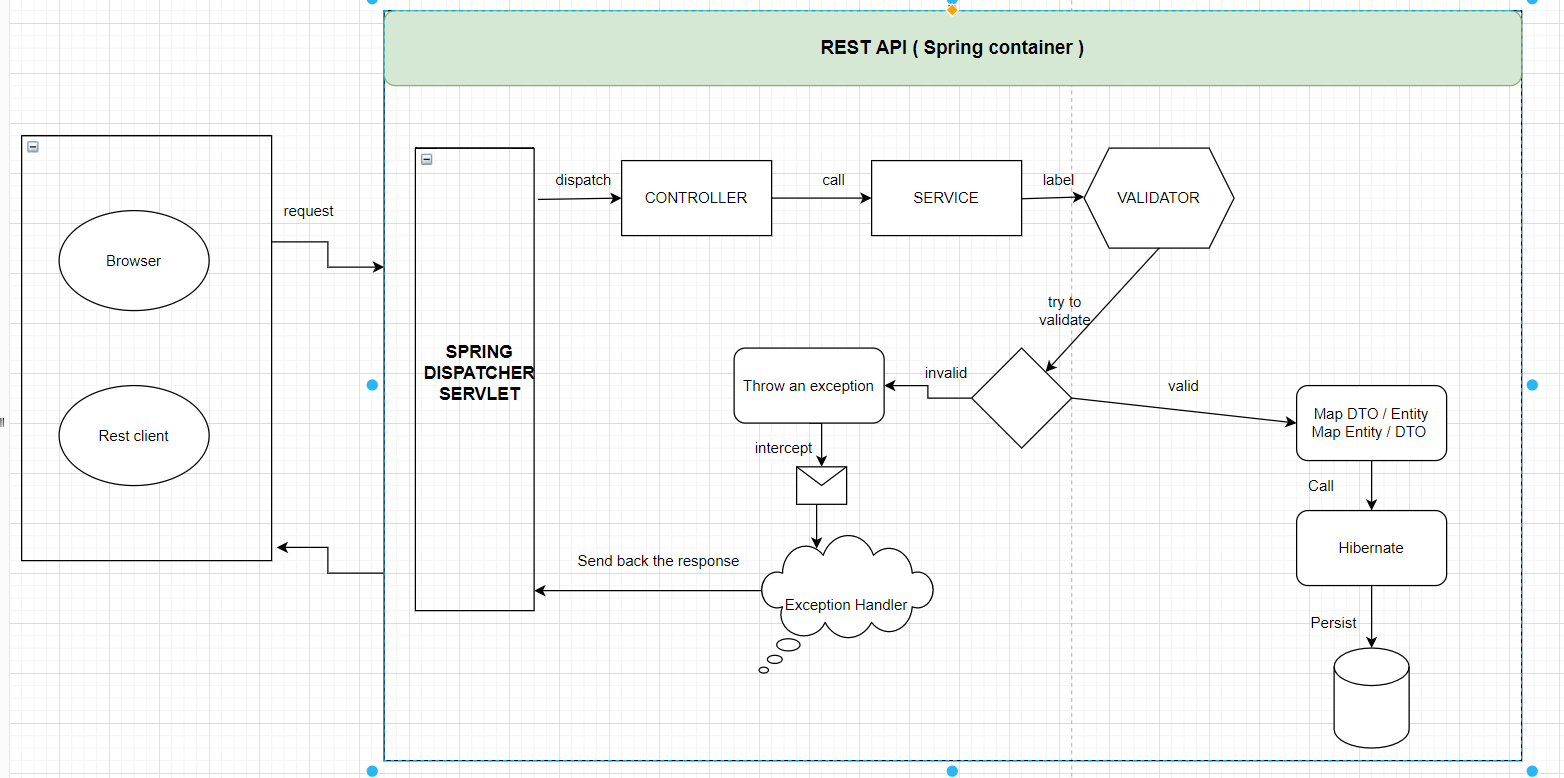 REST API ( Spring container )
request
Browser
Rest client
SPRING
DISPATCHER
SERVLET
dispatch
CONTROLLER
call
SERVICE
label
VALIDATOR
try to
validate
invalid
Throw an exception
intercept
Exception Handler
Send back the response
valid
Map DTO / Entity
Map Entity / DTO
Call
Hibernate
Persist